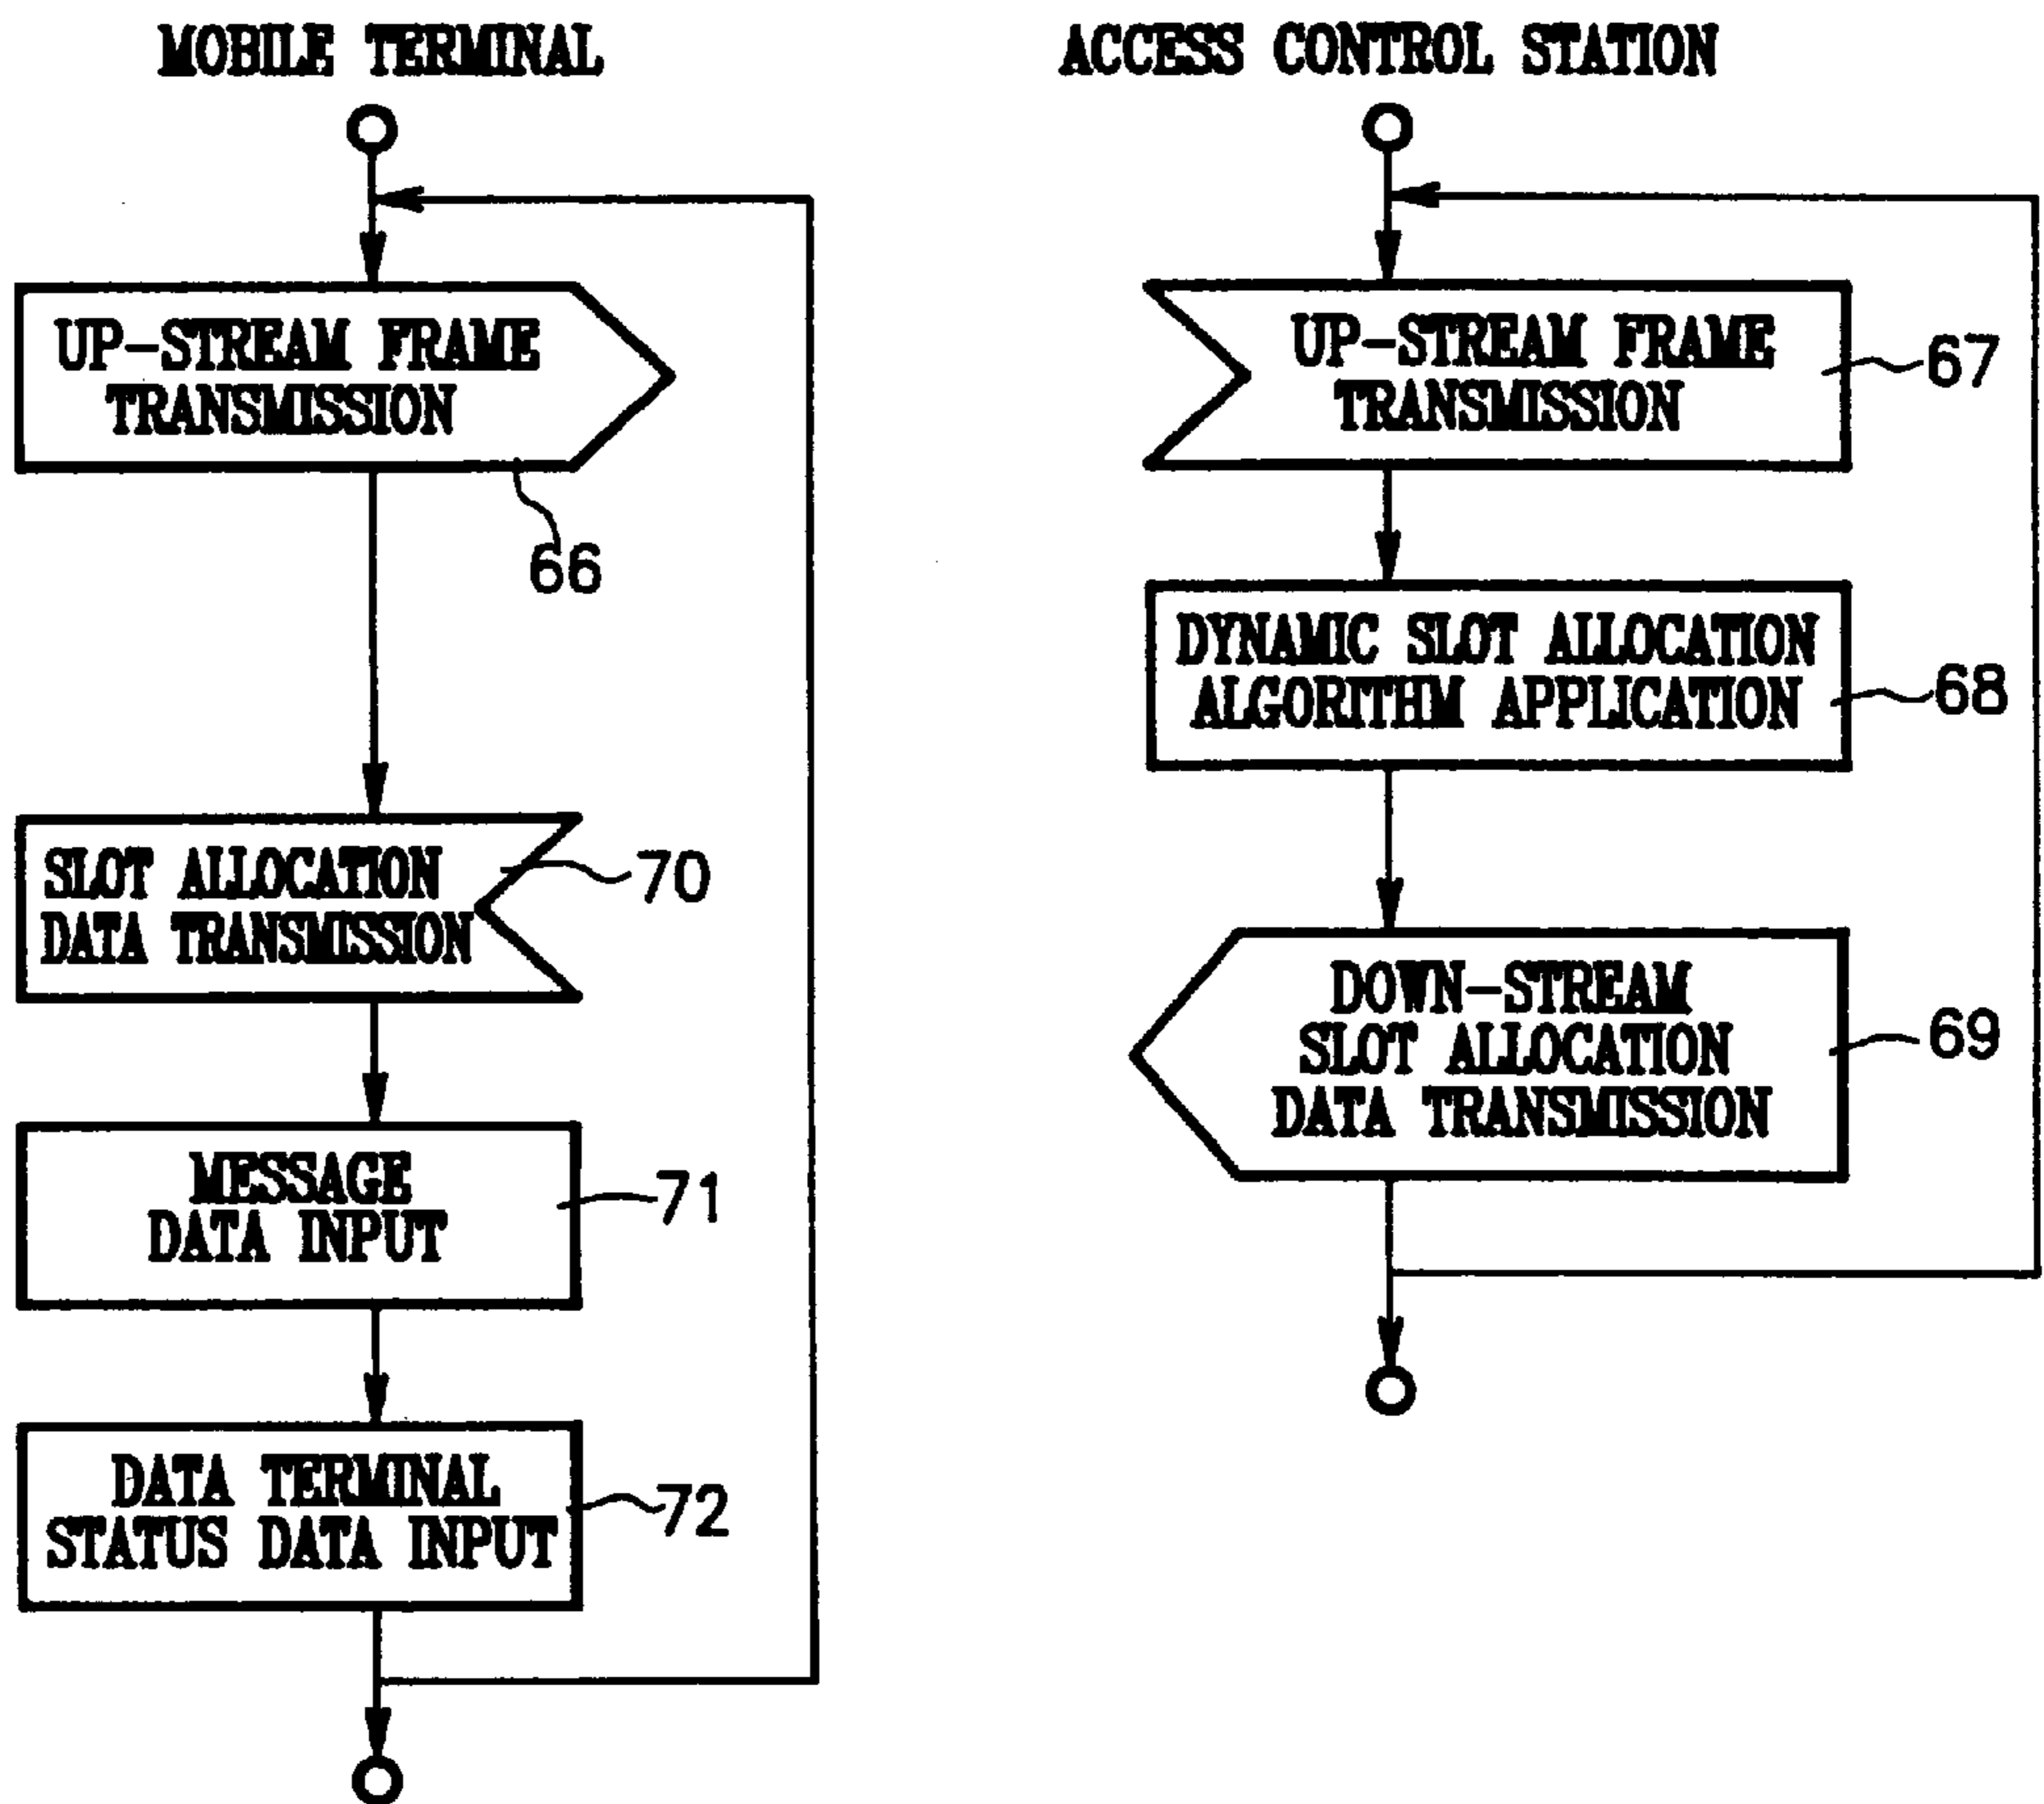 MOBILE TERMINAL
UP-STREAM FRAME
TRANSMISSION
66
SLOT ALLOCATION
DATA TRANSMISSION
70
MESSAGE
DATA INPUT
71
DATA TERMINAL
STATUS DATA INPUT
72
ACCESS CONTROL STATION
UP-STREAM FRAME
TRANSMISSION
67
DYNAMIC SLOT ALLOCATION
ALGORITHM APPLICATION
68
DOWN-STREAM
SLOT ALLOCATION
DATA TRANSMISSION
69